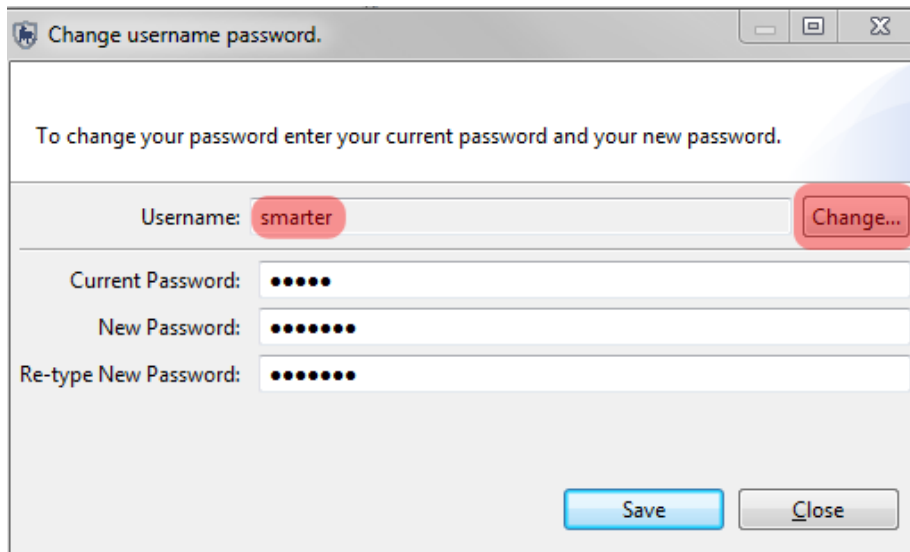 Change username password.
To change your password enter your current password and your new password.
Username: smarter Change...
Current Password: •••••
New Password: •••••••
Re-type New Password: •••••••
Save Close